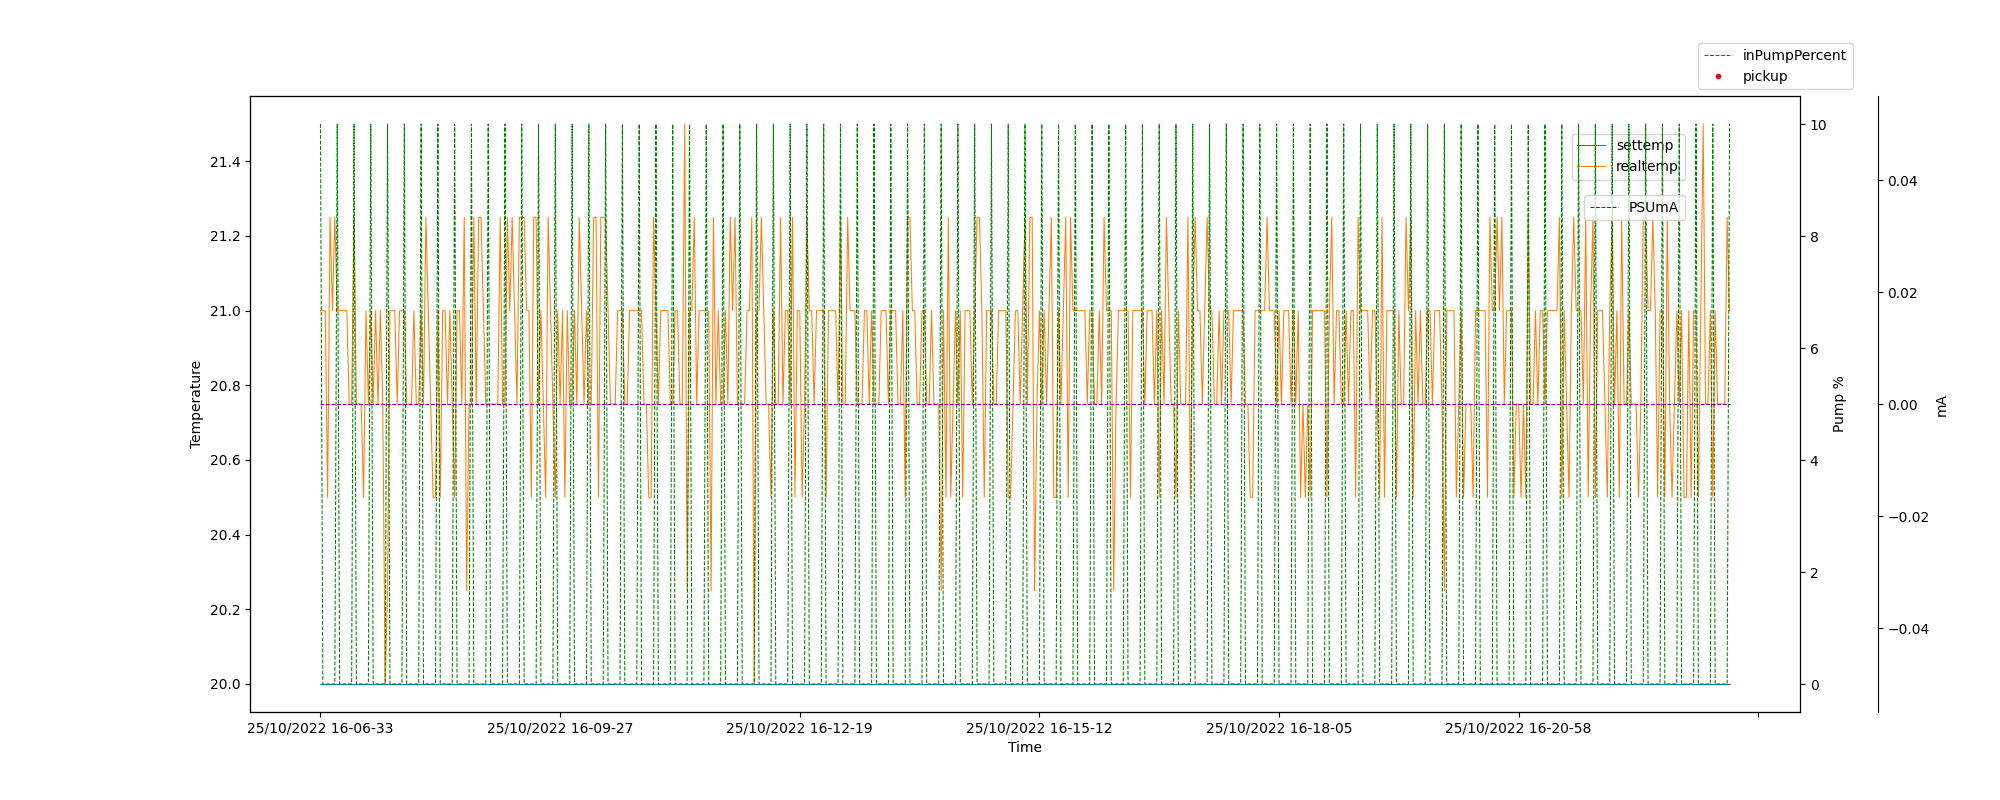 inPumpPercent
pickup
settemp
realtemp
PSUmA
21.4
21.2
21.0
20.8
20.6
20.4
20.2
20.0
Temperature
10
8
6
4
2
0
Pump %
0.04
0.02
0.00
−0.02
−0.04
mA
25/10/2022 16-06-33
25/10/2022 16-09-27
25/10/2022 16-12-19
25/10/2022 16-15-12
25/10/2022 16-18-05
25/10/2022 16-20-58
Time